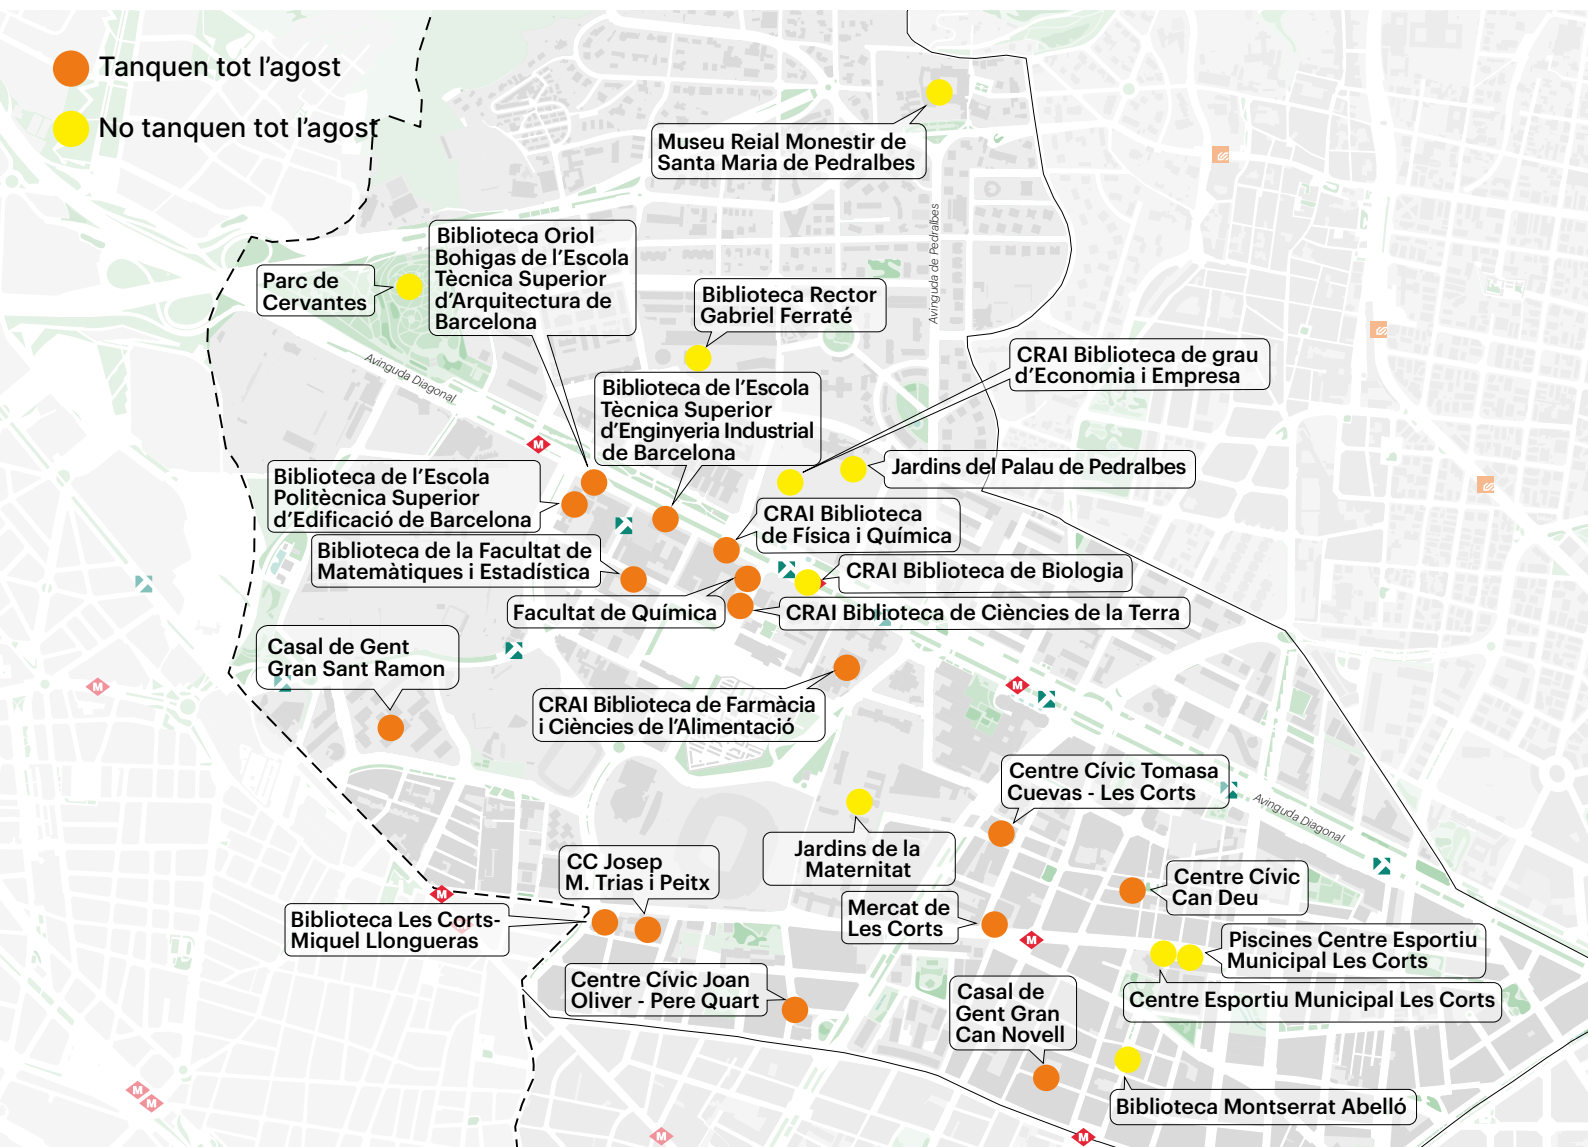 Tanquen tot l'agost
No tanquen tot l'agost
Museu Reial Monestir de
Santa Maria de Pedralbes
Avinguda de Pedralbes
Biblioteca Oriol
Bohigas de l'Escola
Tècnica Superior
d'Arquitectura de
Barcelona
Parc de
Cervantes
Biblioteca Rector
Gabriel Ferraté
Avinguda Diagonal
CRAI Biblioteca de grau
d'Economia i Empresa
Biblioteca de l'Escola
Tècnica Superior
d'Enginyeria Industrial
de Barcelona
M
Jardins del Palau de Pedralbes
Biblioteca de l'Escola
Politècnica Superior
d'Edificació de Barcelona
CRAI Biblioteca
de Física i Química
Biblioteca de la Facultat de
Matemàtiques i Estadística
CRAI Biblioteca de Biologia
Facultat de Química
CRAI Biblioteca de Ciències de la Terra
Casal de Gent
Gran Sant Ramon
M
M
CRAI Biblioteca de Farmàcia
i Ciències de l'Alimentació
Centre Cívic Tomasa
Cuevas - Les Corts
Avinguda Diagonal
Jardins de la
Maternitat
CC Josep
M. Trias i Peitx
Centre Cívic
Can Deu
M
Biblioteca Les Corts-
Miquel Llongueras
Mercat de
Les Corts
M
Piscines Centre Esportiu
Municipal Les Corts
Centre Cívic Joan
Oliver - Pere Quart
Casal de
Gent Gran
Can Novell
Centre Esportiu Municipal Les Corts
Biblioteca Montserrat Abelló
M
M
M
M